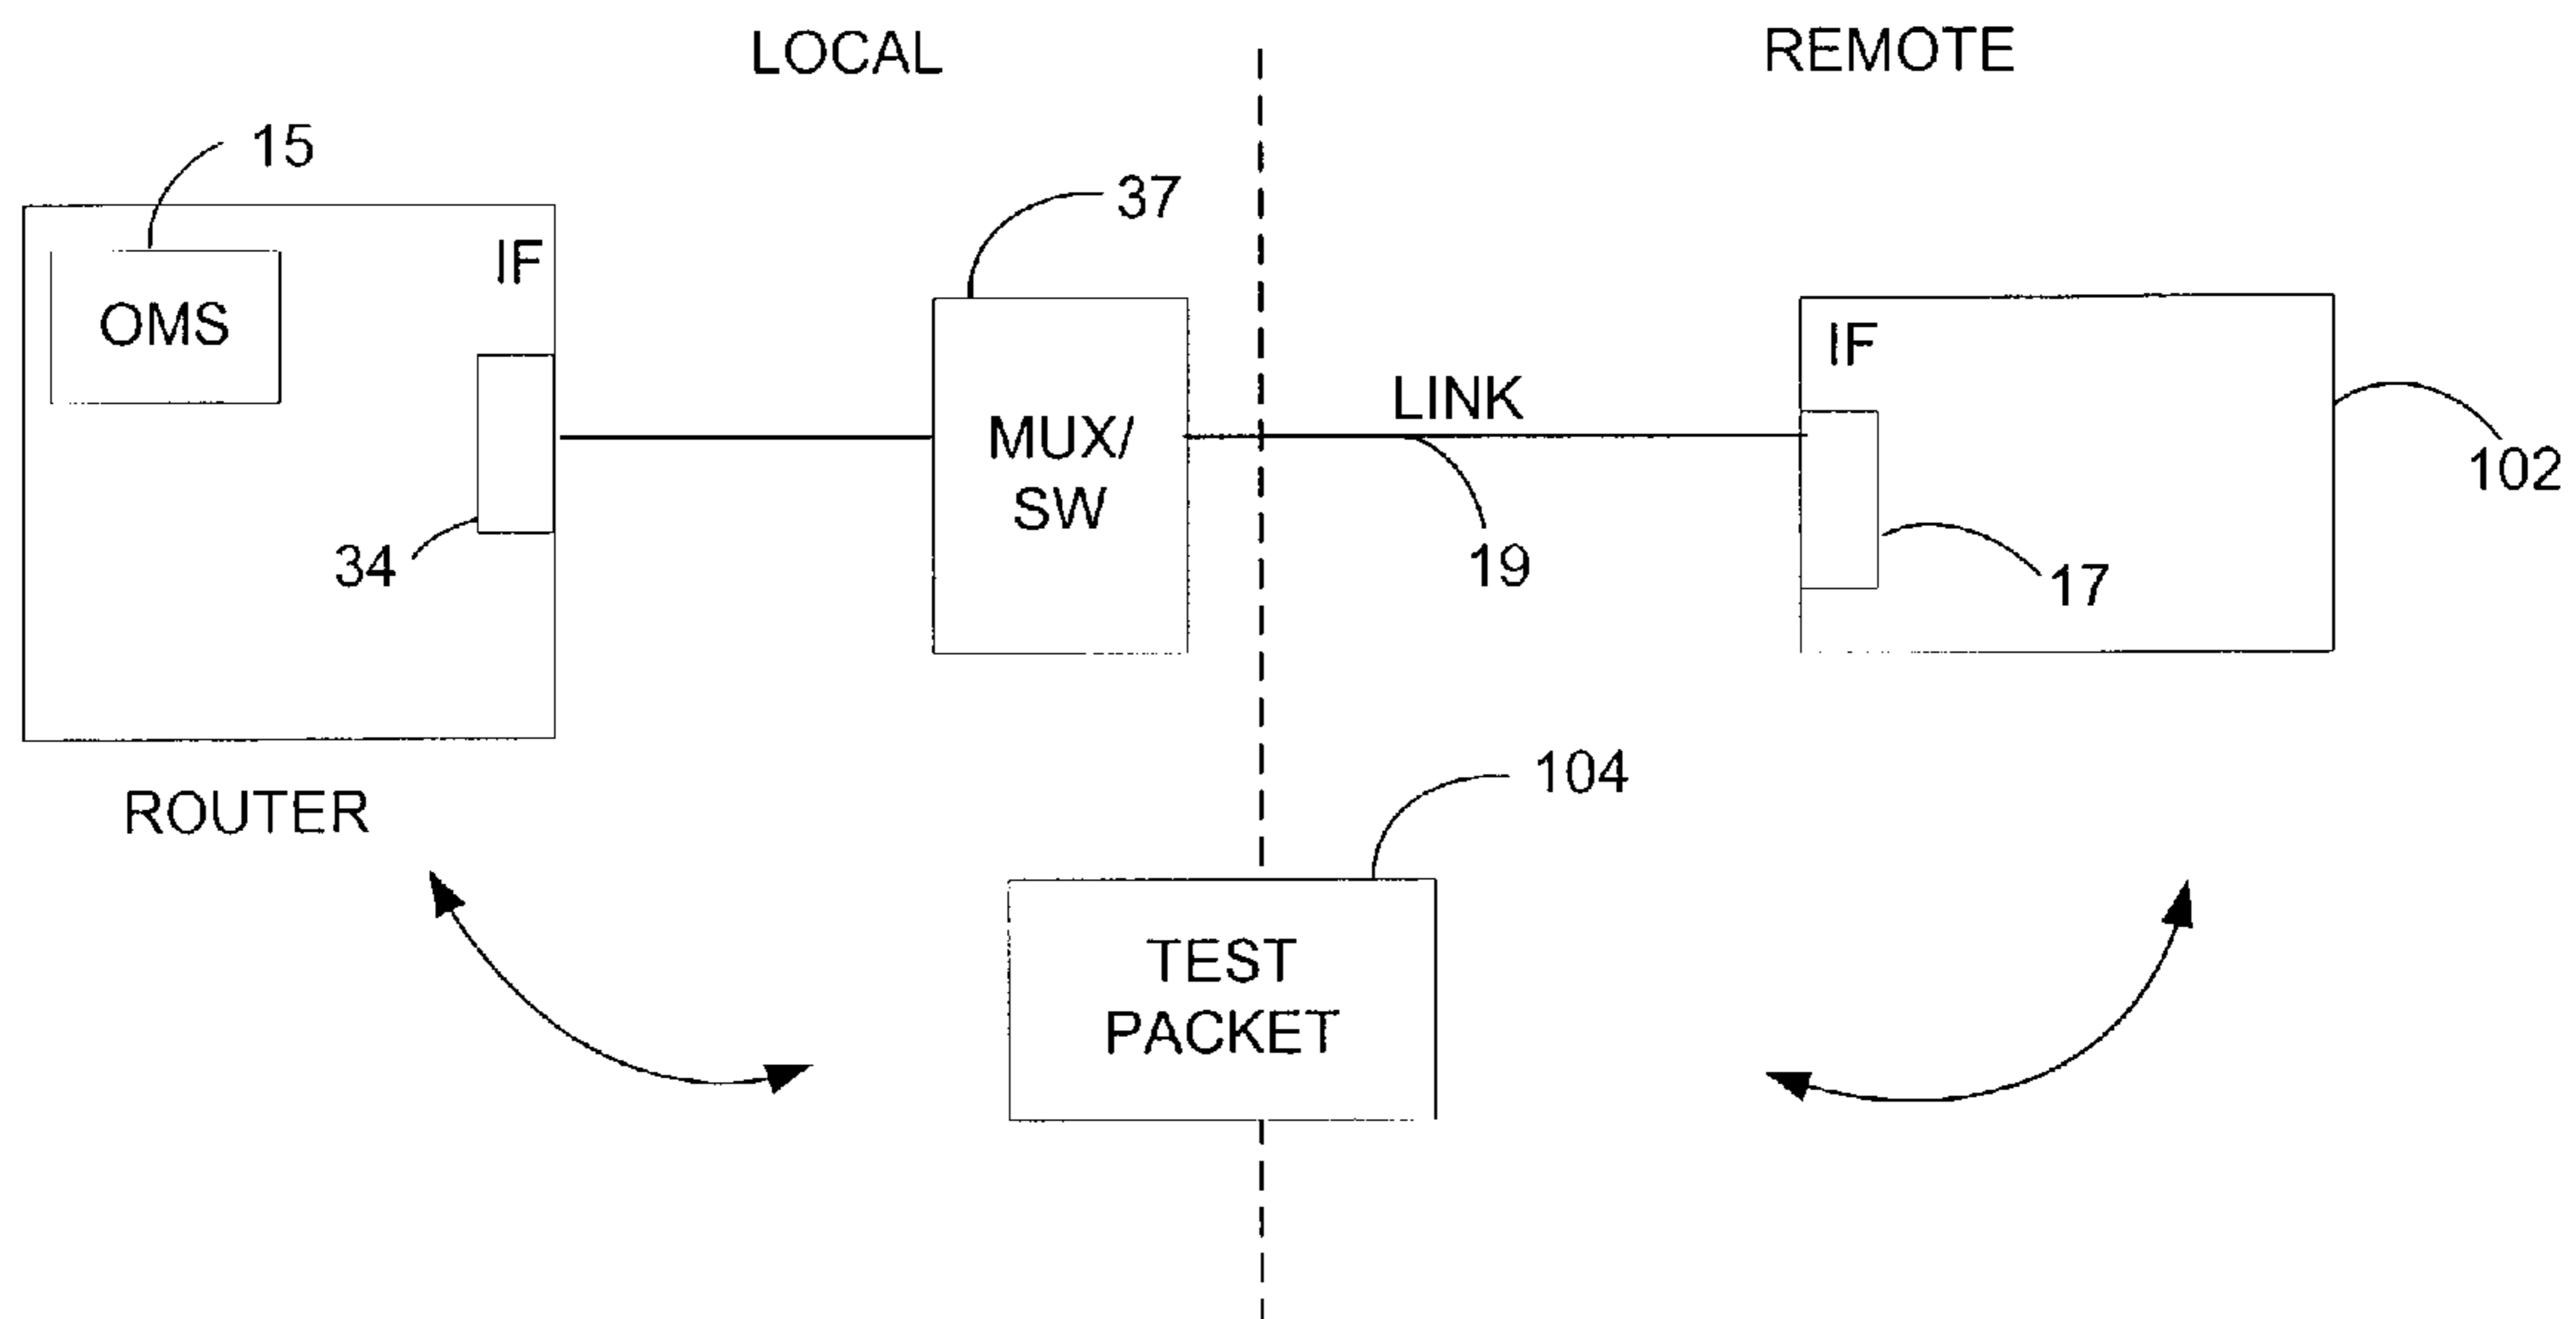 LOCAL
REMOTE
15
37
IF
OMS
IF
LINK
MUX/
SW
102
34
19
17
ROUTER
104
TEST
PACKET